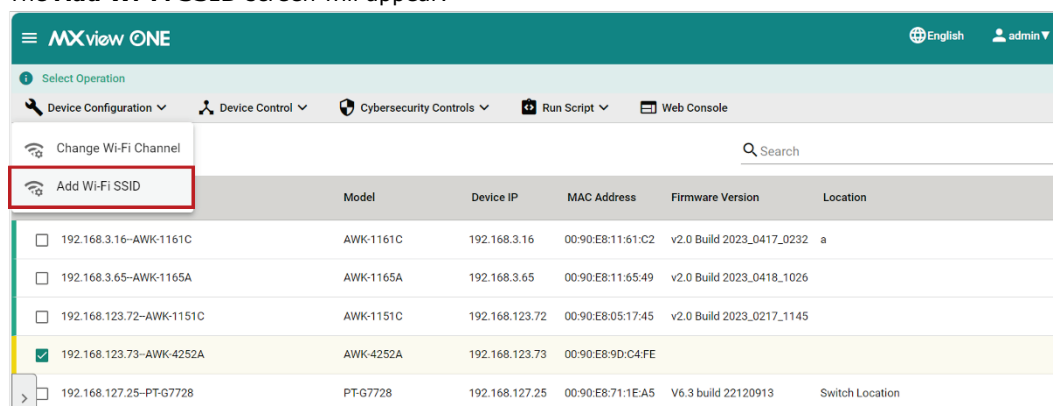 The Add Wi-Fi SSID screen will appear.
MXview ONE
English
admin
Select Operation
Device Configuration
Device Control
Cybersecurity Controls
Run Script
Web Console
Change Wi-Fi Channel
Search
Add Wi-Fi SSID
Model Device IP MAC Address Firmware Version Location
192.168.3.16--AWK-1161C AWK-1161C 192.168.3.16 00:90:E8:11:61:C2 v2.0 Build 2023_0417_0232 a
192.168.3.65--AWK-1165A AWK-1165A 192.168.3.65 00:90:E8:11:65:49 v2.0 Build 2023_0418_1026
192.168.123.72--AWK-1151C AWK-1151C 192.168.123.72 00:90:E8:05:17:45 v2.0 Build 2023_0217_1145
192.168.123.73--AWK-4252A AWK-4252A 192.168.123.73 00:90:E8:9D:C4:FE
192.168.127.25--PT-G7728 PT-G7728 192.168.127.25 00:90:E8:71:1E:A5 V6.3 build 22120913 Switch Location